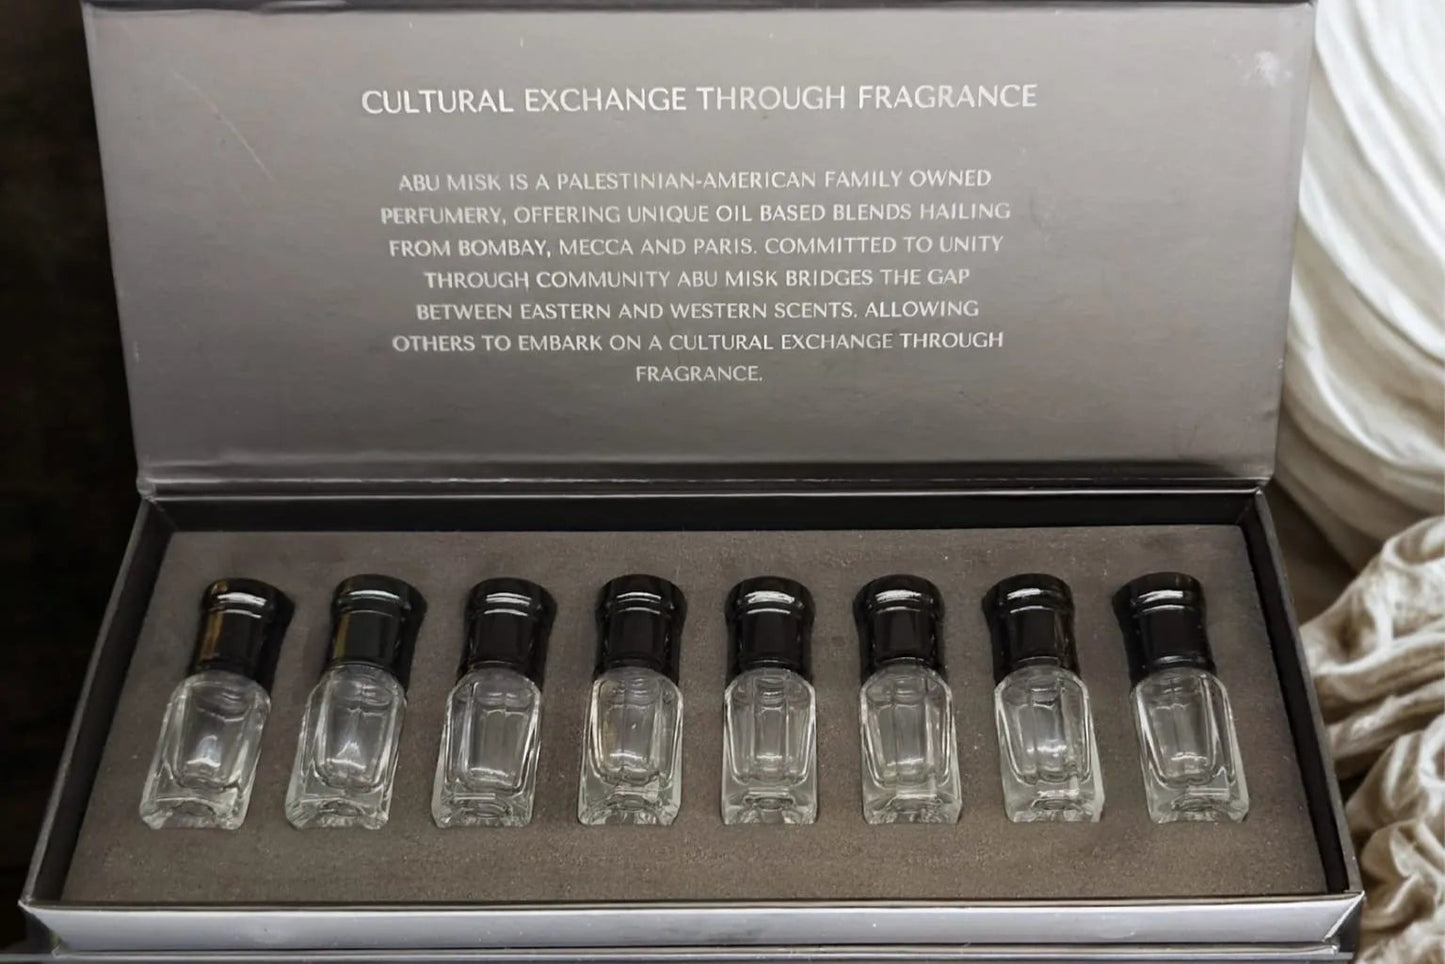 CULTURAL EXCHANGE THROUGH FRAGRANCE
ABU MISK IS A PALESTINIAN-AMERICAN FAMILY OWNED
PERFUMERY, OFFERING UNIQUE OIL BASED BLENDS HAILING
FROM BOMBAY, MECCA AND PARIS. COMMITTED TO UNITY
THROUGH COMMUNITY ABU MISK BRIDGES THE GAP
BETWEEN EASTERN AND WESTERN SCENTS. ALLOWING
OTHERS TO EMBARK ON A CULTURAL EXCHANGE THROUGH
FRAGRANCE.